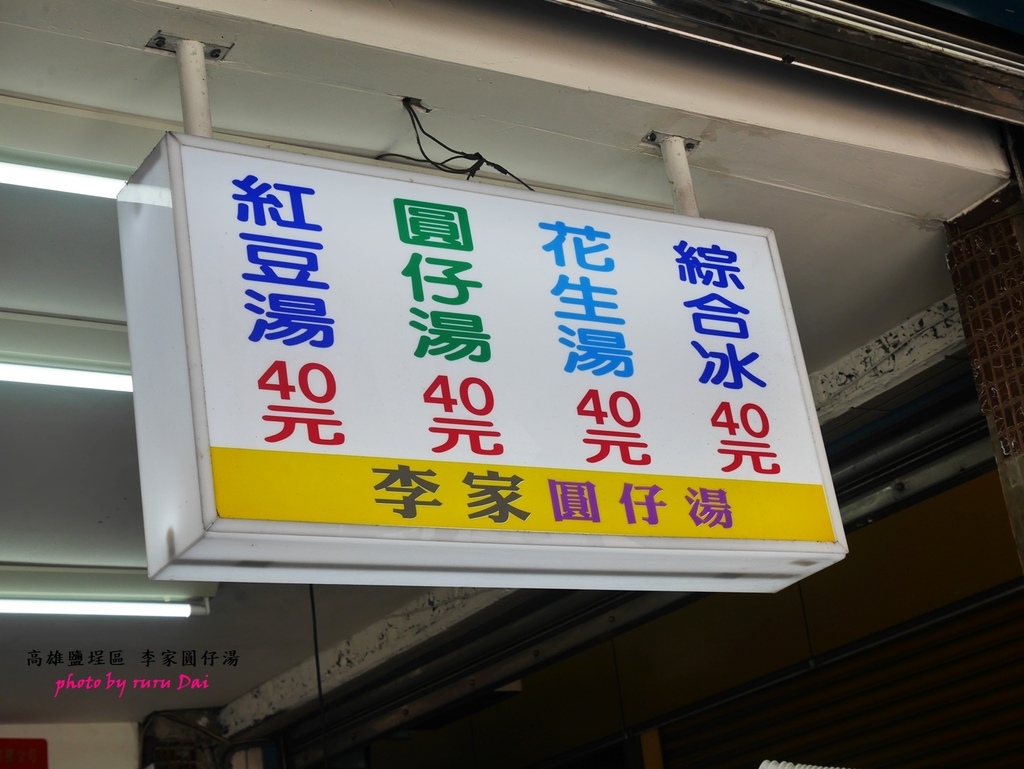 紅豆湯 40元
圓仔湯 40元
花生湯 40元
綜合冰 40元
李家圓仔湯
高雄鹽埕區 李家圓仔湯
photo by ruru Dai